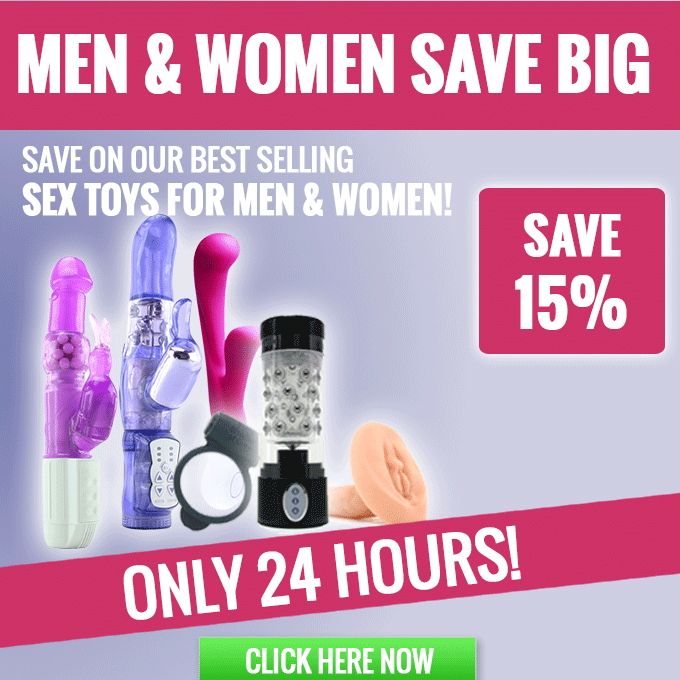 MEN & WOMEN SAVE BIG
SAVE ON OUR BEST SELLING
SEX TOYS FOR MEN & WOMEN!
SAVE
15%
ONLY 24 HOURS!
CLICK HERE NOW